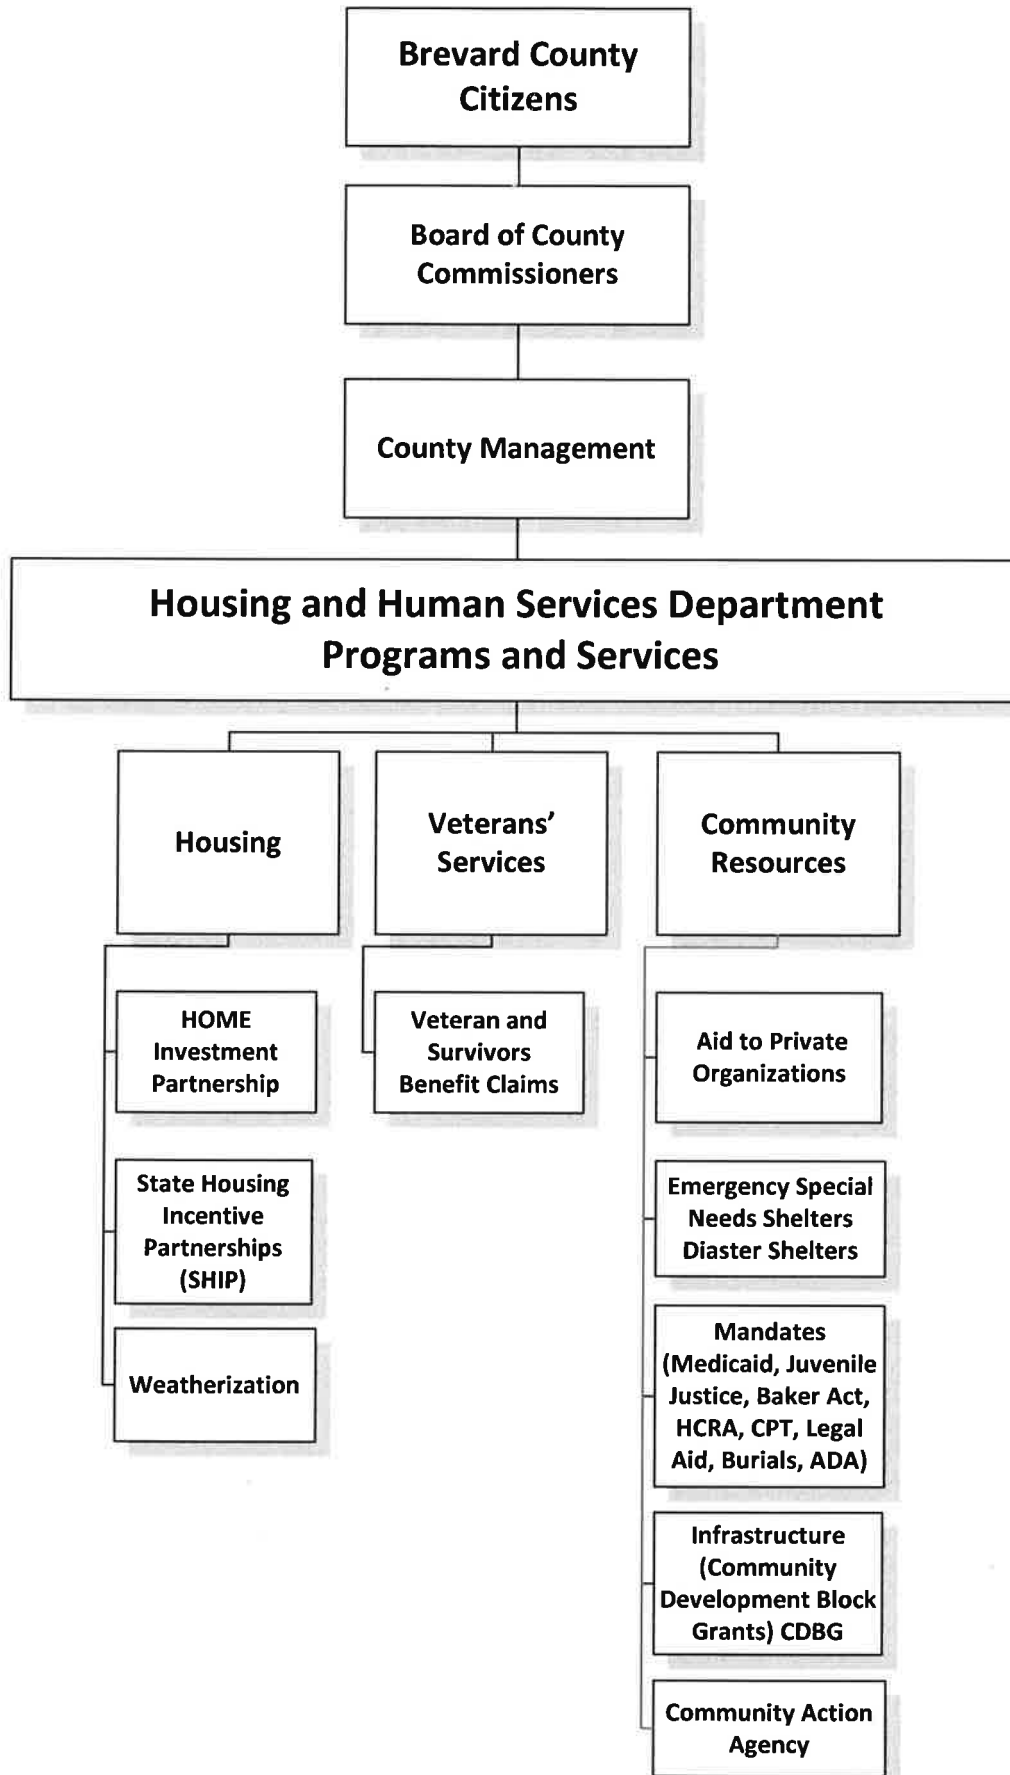 Brevard County
Citizens
Board of County
Commissioners
County Management
Housing and Human Services Department
Programs and Services
Housing
Veterans’
Services
Community
Resources
HOME
Investment
Partnership
State Housing
Incentive
Partnerships
(SHIP)
Weatherization
Veteran and
Survivors
Benefit Claims
Aid to Private
Organizations
Emergency Special
Needs Shelters
Diaster Shelters
Mandates
(Medicaid, Juvenile
Justice, Baker Act,
HCRA, CPT, Legal
Aid, Burials, ADA)
Infrastructure
(Community
Development Block
Grants) CDBG
Community Action
Agency